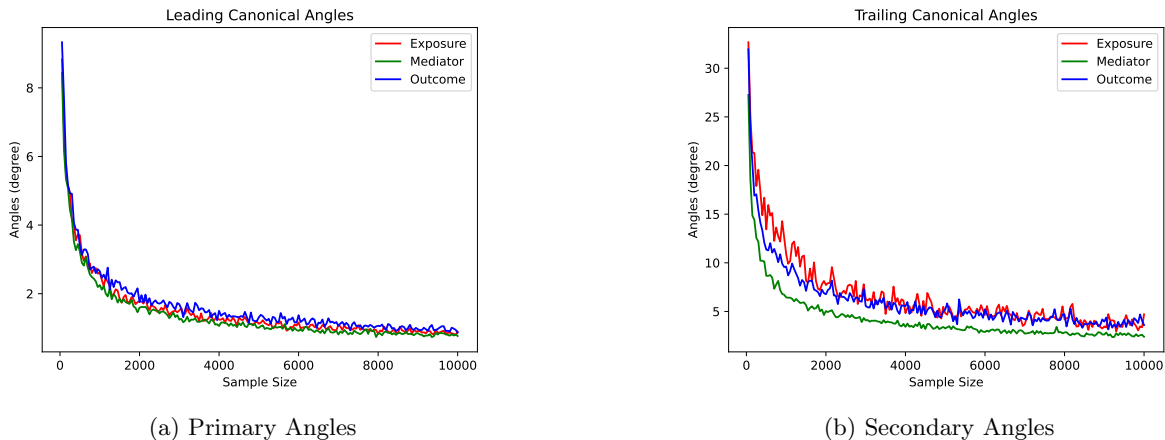 Leading Canonical Angles
Exposure
Mediator
Outcome
8
6
4
2
Angles (degree)
0
2000
4000
6000
8000
10000
Sample Size
(a) Primary Angles
Trailing Canonical Angles
Exposure
Mediator
Outcome
30
25
20
15
10
5
Angles (degree)
0
2000
4000
6000
8000
10000
Sample Size
(b) Secondary Angles